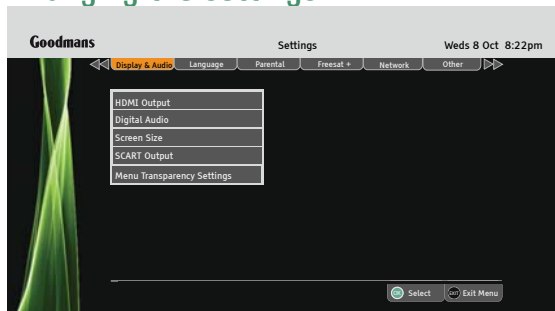 Goodmans
Settings
Weds 8 Oct 8:22pm
Display & Audio Language Parental Freesat + Network Other
HDMI Output
Digital Audio
Screen Size
SCART Output
Menu Transparency Settings
OK Select EXIT Exit Menu